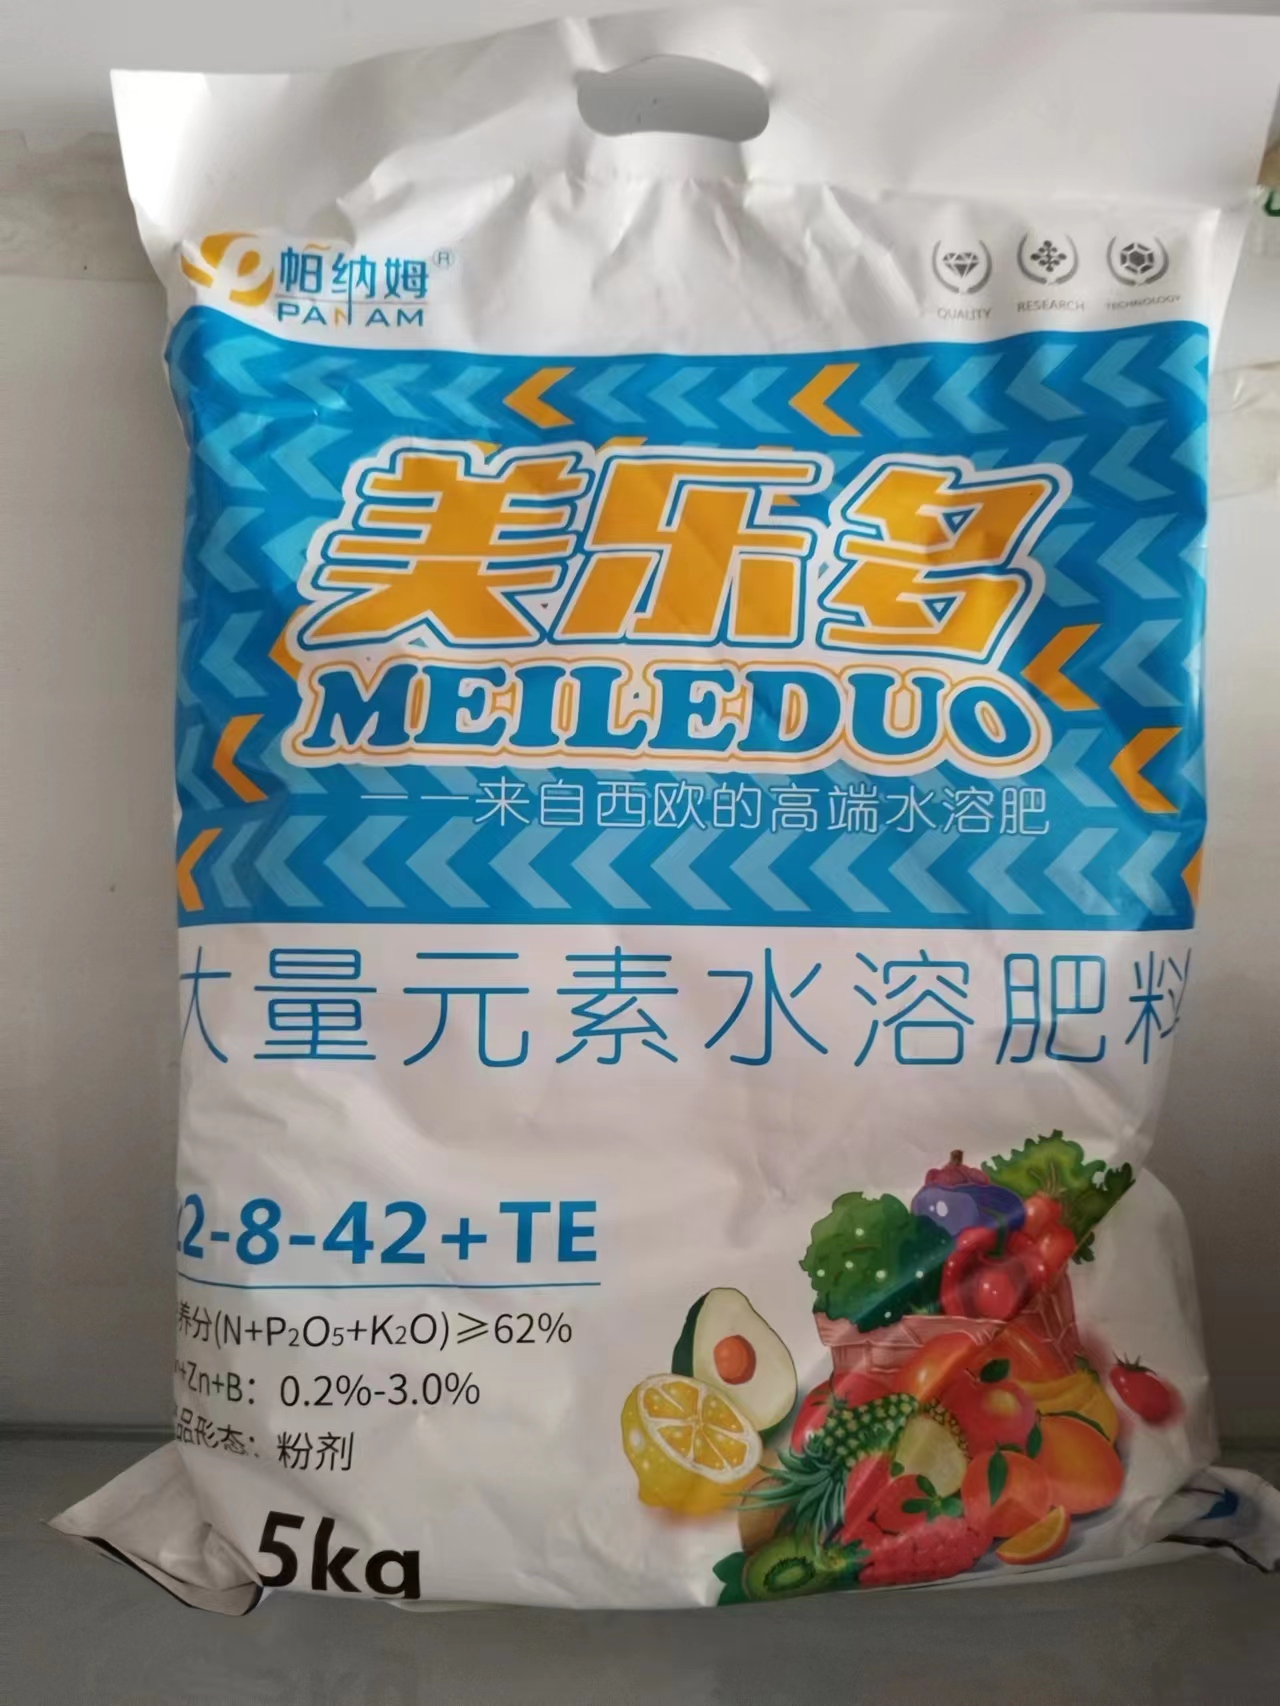 帕纳姆®
PANAM
QUALITY RESEARCH TECHNOLOGY
美乐多
MEILEDUO
——来自西欧的高端水溶肥
大量元素水溶肥料
2-8-42+TE
养分(N+P₂O₅+K₂O)≥62%
+Zn+B：0.2%-3.0%
品形态：粉剂
5kg